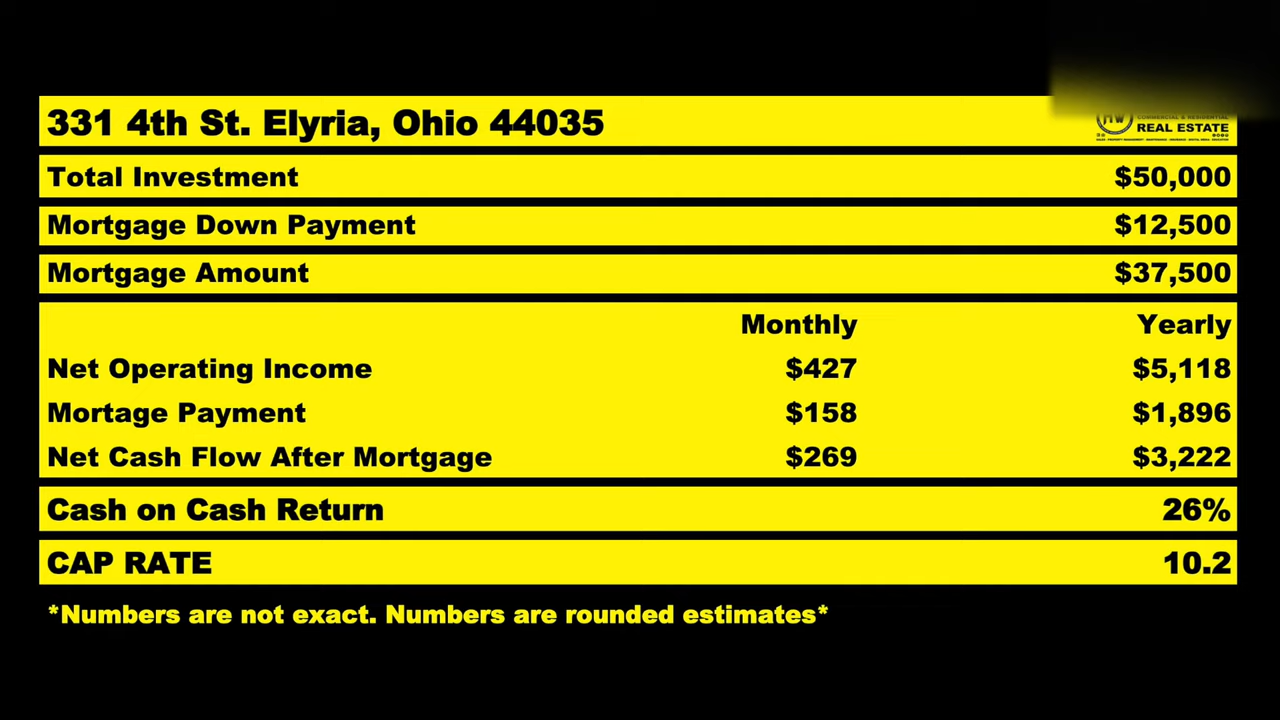 331 4th St. Elyria, Ohio 44035
HW
COMMERCIAL & RESIDENTIAL
REAL ESTATE
Total Investment $50,000
Mortgage Down Payment $12,500
Mortgage Amount $37,500
Monthly Yearly
Net Operating Income $427 $5,118
Mortage Payment $158 $1,896
Net Cash Flow After Mortgage $269 $3,222
Cash on Cash Return 26%
CAP RATE 10.2
*Numbers are not exact. Numbers are rounded estimates*